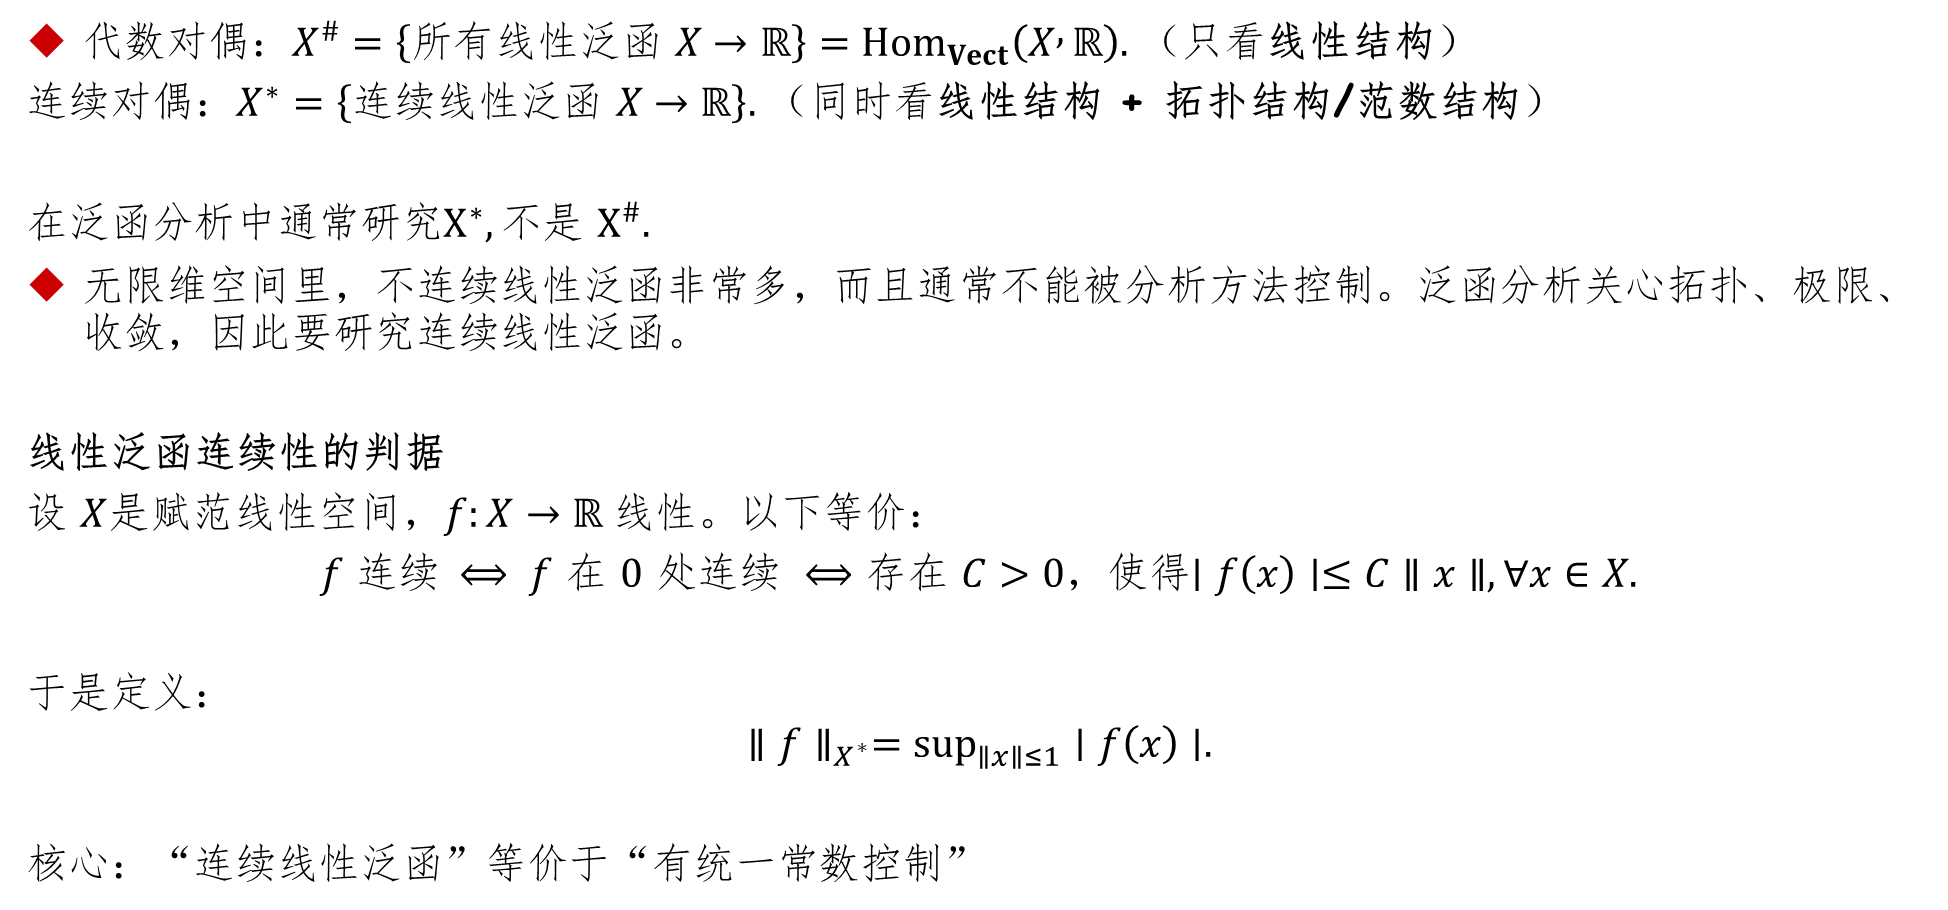 ◆ 代数对偶：X^# = {所有线性泛函 X → ℝ} = Hom_Vect(X, ℝ).（只看线性结构）
连续对偶：X^* = {连续线性泛函 X → ℝ}.（同时看线性结构 + 拓扑结构/范数结构）
在泛函分析中通常研究X^*, 不是 X^#.
◆ 无限维空间里，不连续线性泛函非常多，而且通常不能被分析方法控制。泛函分析关心拓扑、极限、
收敛，因此要研究连续线性泛函。
线性泛函连续性的判据
设 X是赋范线性空间，f: X → ℝ 线性。以下等价：
f 连续 ⟺ f 在 0 处连续 ⟺ 存在 C > 0，使得| f(x) |≤ C ∥ x ∥, ∀x ∈ X.
于是定义：
∥ f ∥_{X^*}= sup_{∥x∥≤1} | f(x) |.
核心：“连续线性泛函”等价于“有统一常数控制”